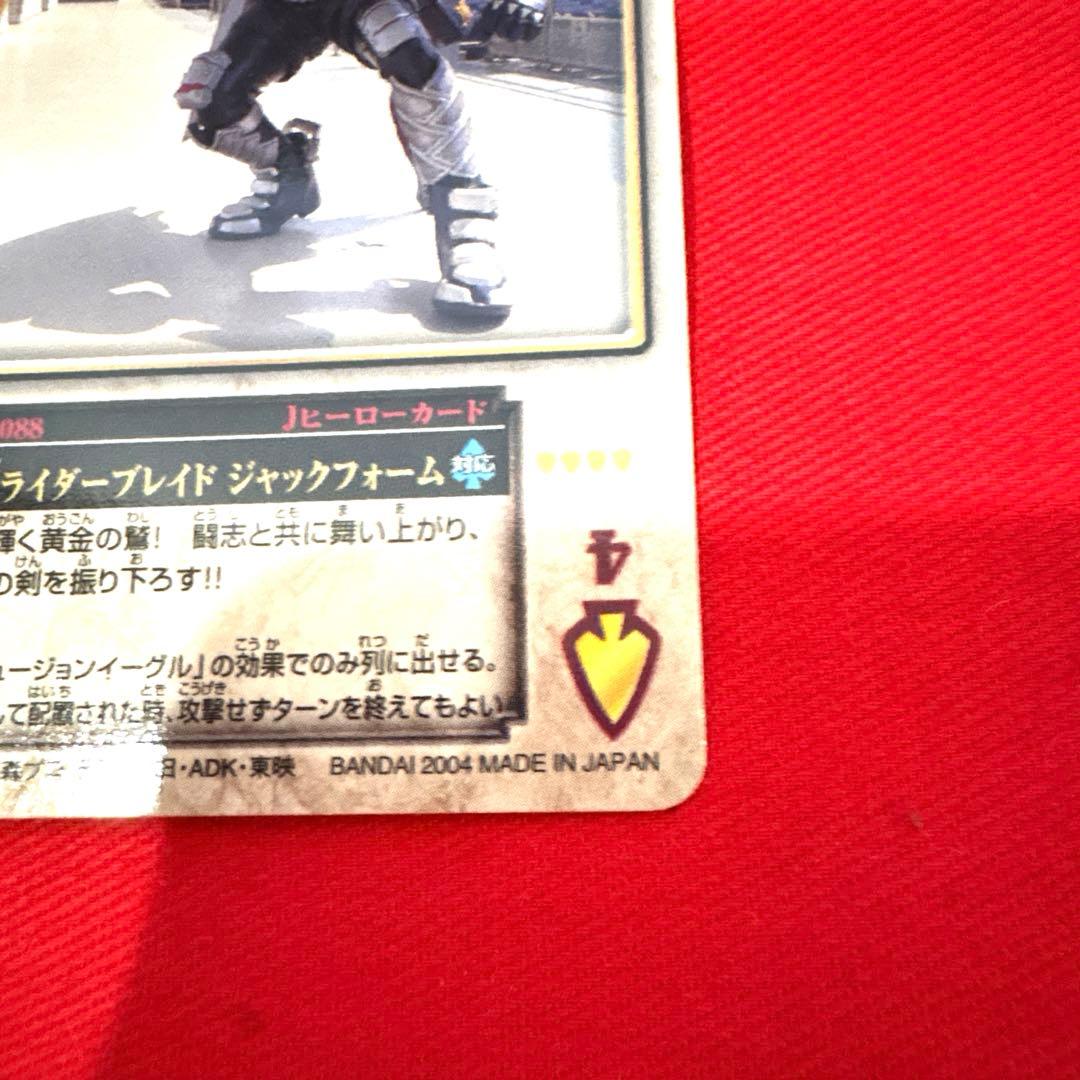 088 Jヒーローカード
ライダーブレイド ジャックフォーム 対応
輝く黄金の鷲! 闘志と共に舞い上がり、
の剣を振り下ろす!!
ュージョンイーグル」の効果でのみ列に出せる。
して配置された時、攻撃せずターンを終えてもよい
4
森プ 日・ADK・東映 BANDAI 2004 MADE IN JAPAN